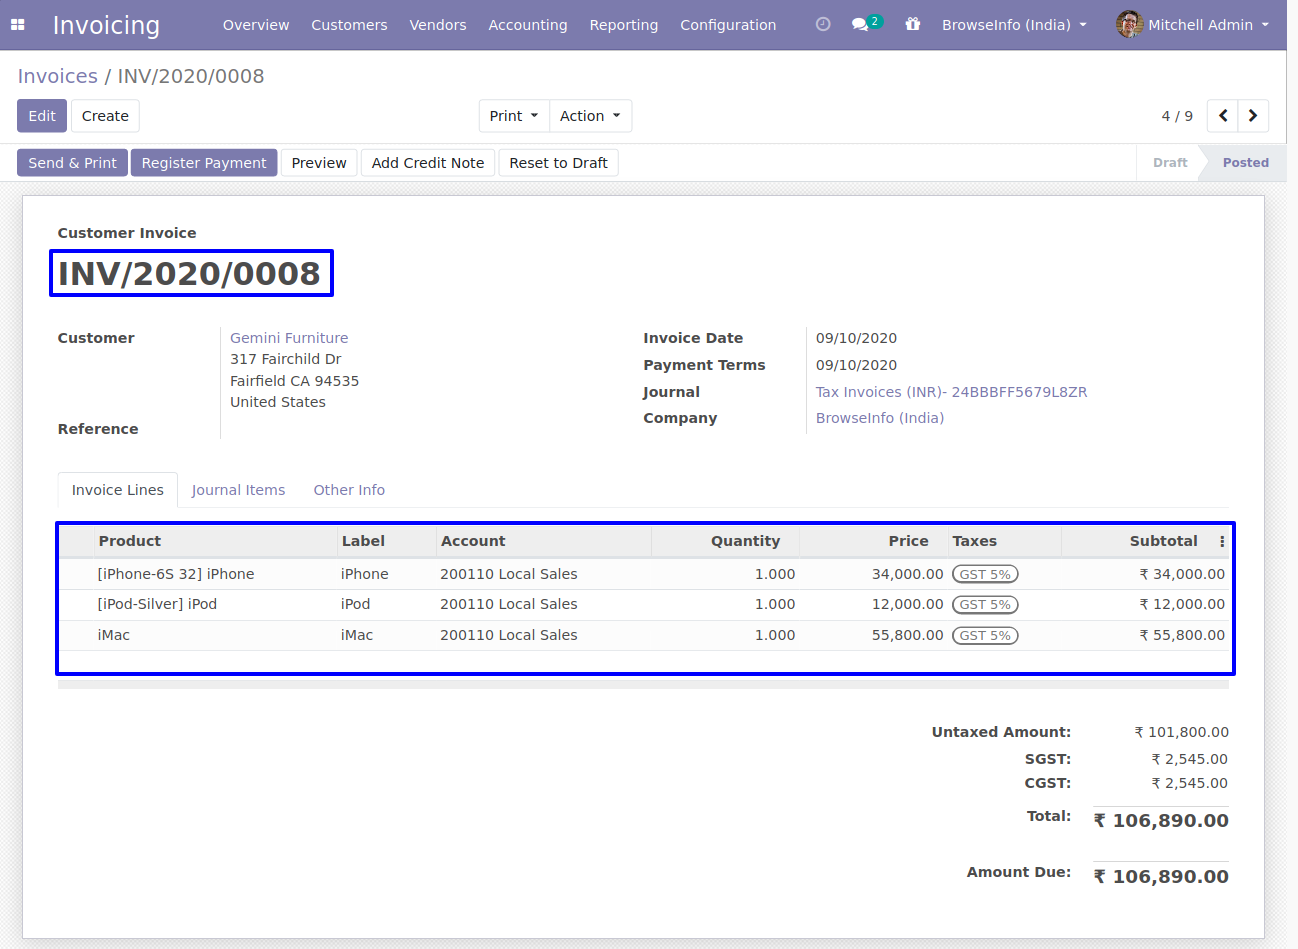 Invoicing Overview Customers Vendors Accounting Reporting Configuration 2 BrowseInfo (India) Mitchell Admin
Invoices / INV/2020/0008
Edit Create Print Action 4 / 9
Send & Print Register Payment Preview Add Credit Note Reset to Draft Draft Posted
Customer Invoice
INV/2020/0008
Customer Gemini Furniture
317 Fairchild Dr
Fairfield CA 94535
United States
Reference
Invoice Date 09/10/2020
Payment Terms 09/10/2020
Journal Tax Invoices (INR)- 24BBBFF5679L8ZR
Company BrowseInfo (India)
Invoice Lines Journal Items Other Info
Product Label Account Quantity Price Taxes Subtotal
[iPhone-6S 32] iPhone iPhone 200110 Local Sales 1.000 34,000.00 GST 5% ₹ 34,000.00
[iPod-Silver] iPod iPod 200110 Local Sales 1.000 12,000.00 GST 5% ₹ 12,000.00
iMac iMac 200110 Local Sales 1.000 55,800.00 GST 5% ₹ 55,800.00
Untaxed Amount: ₹ 101,800.00
SGST: ₹ 2,545.00
CGST: ₹ 2,545.00
Total: ₹ 106,890.00
Amount Due: ₹ 106,890.00